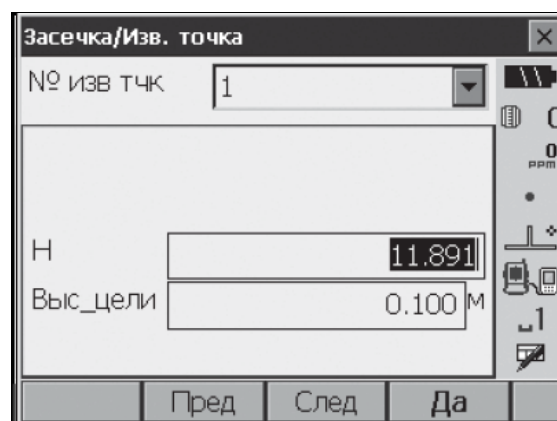 Засечка/Изв. точка
№ изв тчк 1
0
ppm
H 11.891
Выс_цели 0.100 м
1
Пред След Да